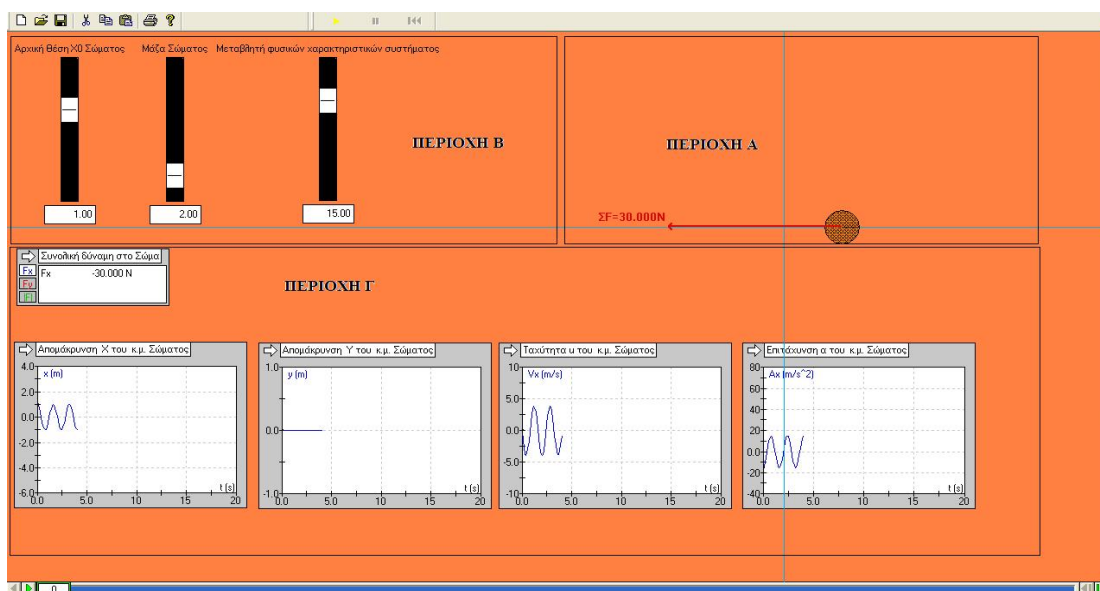 Αρχική Θέση Χ0 Σώματος Μάζα Σώματος Μεταβλητή φυσικών χαρακτηριστικών συστήματος
ΠΕΡΙΟΧΗ Β
ΠΕΡΙΟΧΗ Α
1.00 2.00 15.00
ΣF=30.000N
Συνολική δύναμη στο Σώμα
Fx Fx -30.000 N
Fy
|F|
ΠΕΡΙΟΧΗ Γ
Απομάκρυνση Χ του κ.μ. Σώματος
4.0 x (m)
2.0
0.0
-2.0
-4.0
-6.0 t (s)
0.0 5.0 10 15 20
Απομάκρυνση Υ του κ.μ. Σώματος
1.0 y (m)
0.0
-1.0 t (s)
0.0 5.0 10 15 20
Ταχύτητα u του κ.μ. Σώματος
10 Vx (m/s)
5.0
0.0
-5.0
-10 t (s)
0.0 5.0 10 15 20
Επιτάχυνση α του κ.μ. Σώματος
80 Ax (m/s^2)
60
40
20
0.0
-20
-40 t (s)
0.0 5.0 10 15 20
0